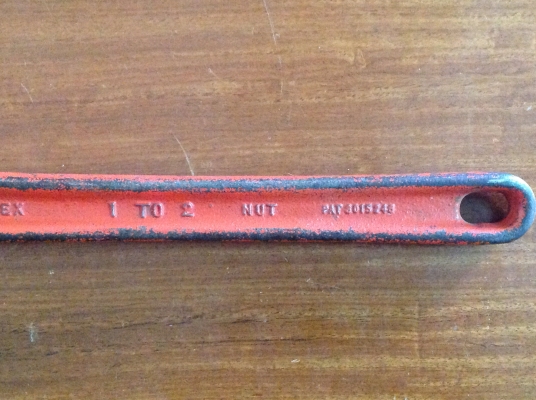 EX 1 TO 2 NUT PAT